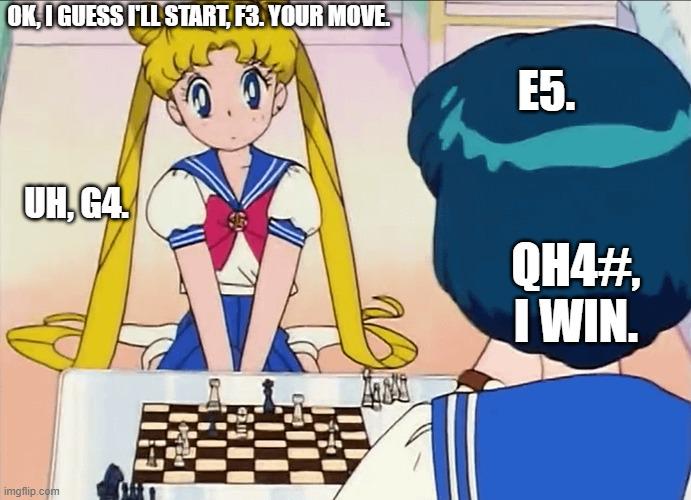 OK, I GUESS I'LL START, F3. YOUR MOVE.
E5.
UH, G4.
QH4#,
I WIN.
imgflip.com